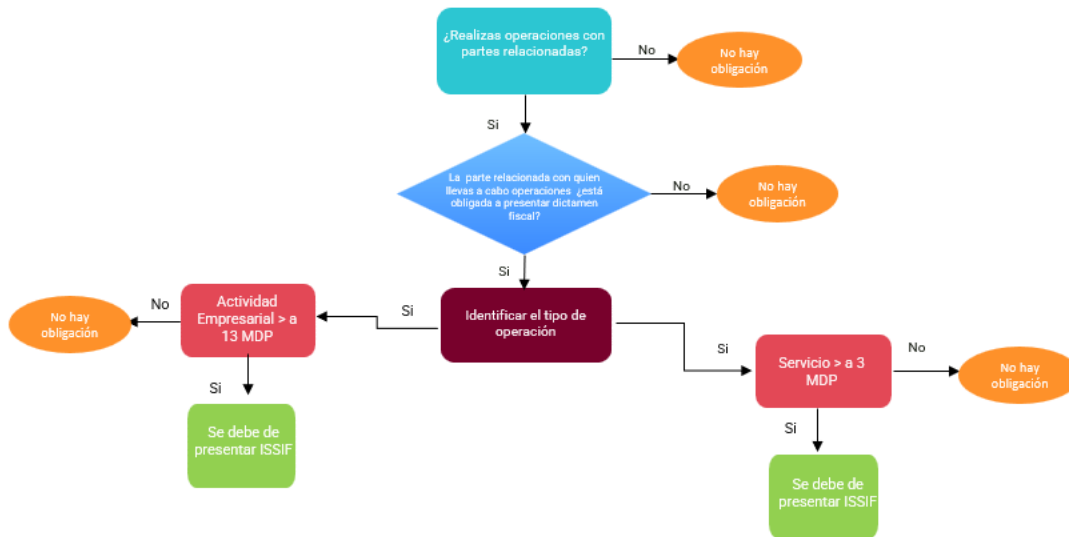 ¿Realizas operaciones con
partes relacionadas?
No
No hay
obligación
Si
La parte relacionada con quien
llevas a cabo operaciones ¿está
obligada a presentar dictamen
fiscal?
No
No hay
obligación
Si
Identificar el tipo de
operación
Si
Actividad
Empresarial > a
13 MDP
No
No hay
obligación
Si
Se debe de
presentar ISSIF
Si
Servicio > a 3
MDP
No
No hay
obligación
Si
Se debe de
presentar ISSIF